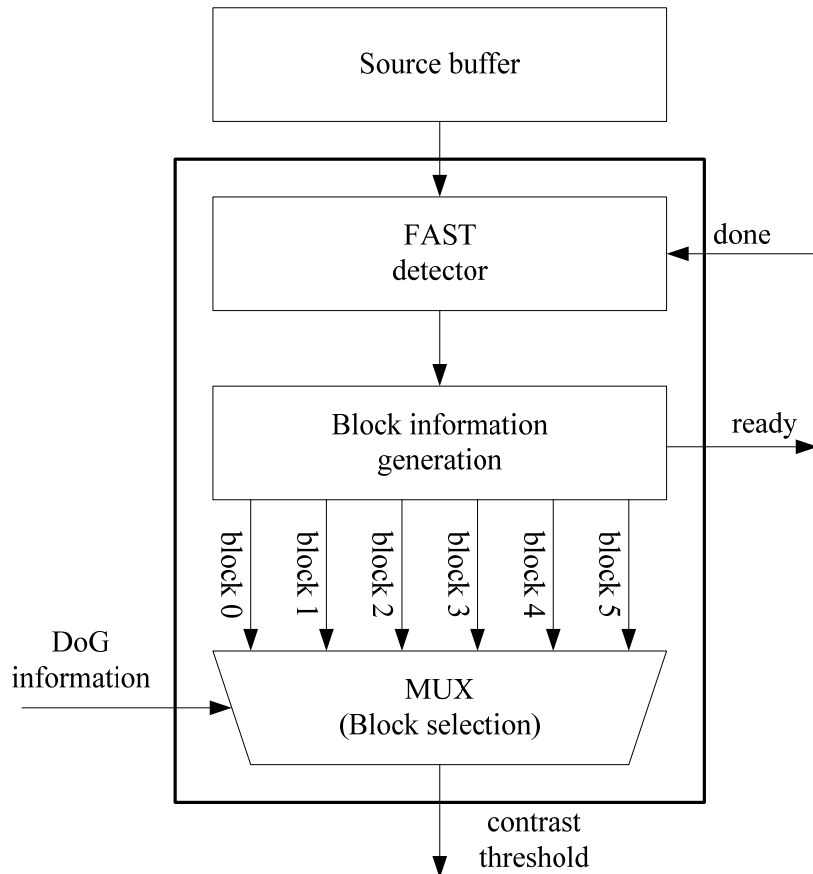 Source buffer
FAST
detector
done
Block information
generation
ready
block 0
block 1
block 2
block 3
block 4
block 5
DoG
information
MUX
(Block selection)
contrast
threshold